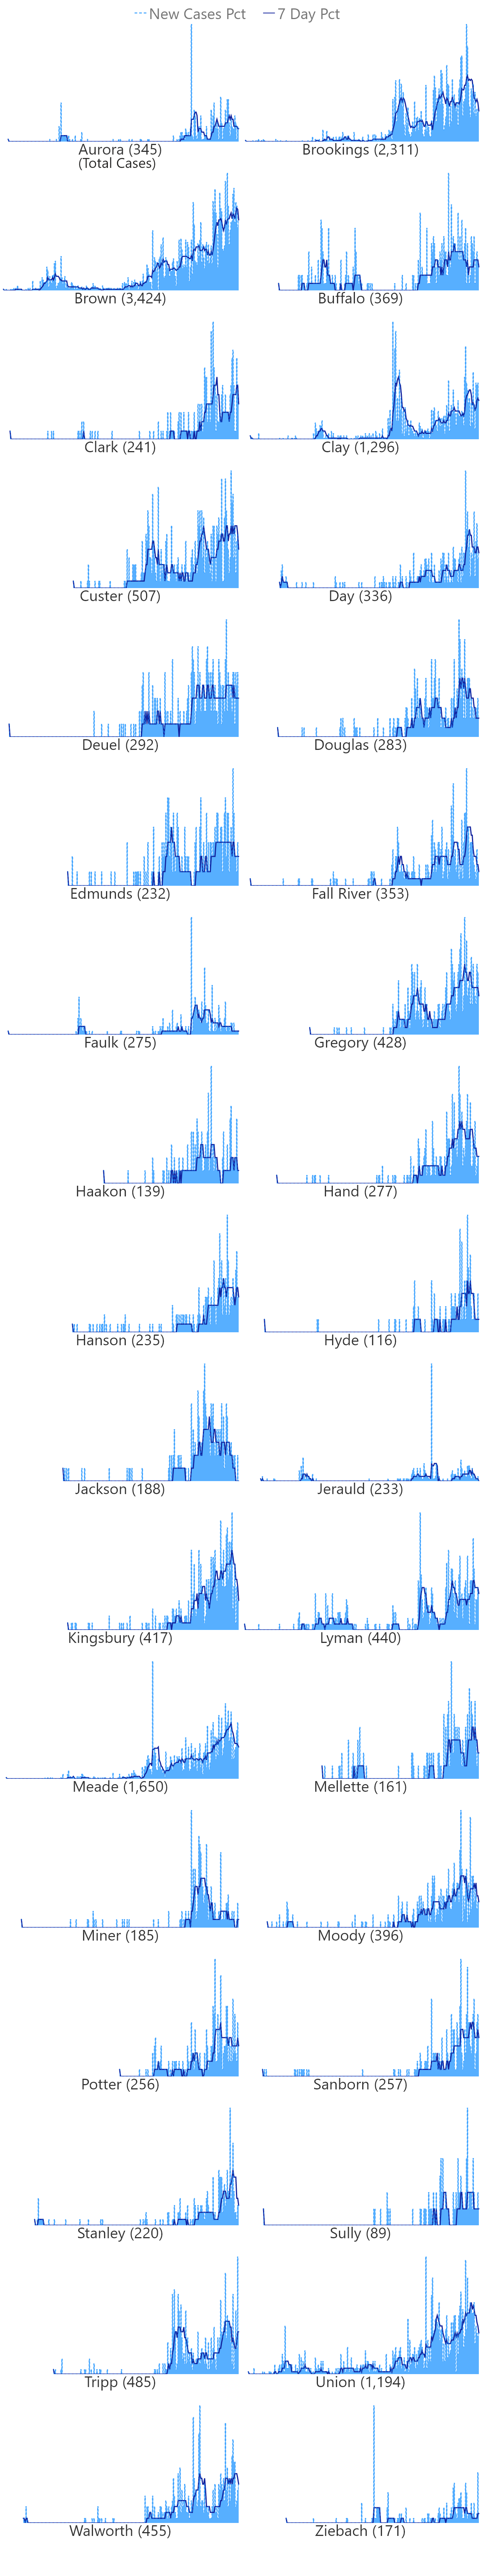 New Cases Pct 7 Day Pct
Aurora (345) Brookings (2,311)
(Total Cases)
Brown (3,424) Buffalo (369)
Clark (241) Clay (1,296)
Custer (507) Day (336)
Deuel (292) Douglas (283)
Edmunds (232) Fall River (353)
Faulk (275) Gregory (428)
Haakon (139) Hand (277)
Hanson (235) Hyde (116)
Jackson (188) Jerauld (233)
Kingsbury (417) Lyman (440)
Meade (1,650) Mellette (161)
Miner (185) Moody (396)
Potter (256) Sanborn (257)
Stanley (220) Sully (89)
Tripp (485) Union (1,194)
Walworth (455) Ziebach (171)